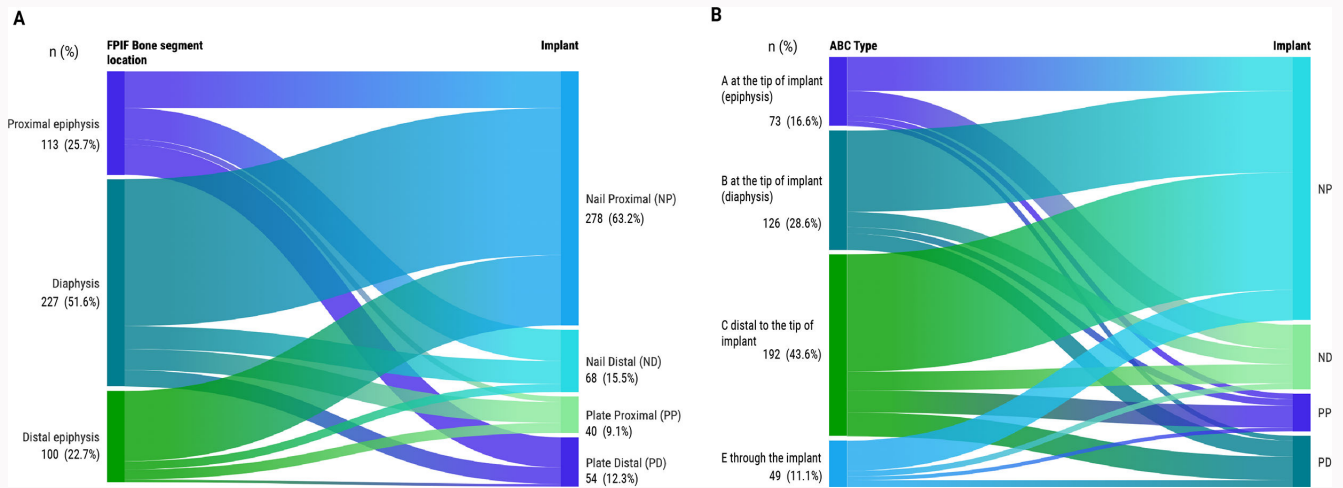 A
n (%)
FPIF Bone segment
location
Implant
Proximal epiphysis
113 (25.7%)
Diaphysis
227 (51.6%)
Distal epiphysis
100 (22.7%)
Nail Proximal (NP)
278 (63.2%)
Nail Distal (ND)
68 (15.5%)
Plate Proximal (PP)
40 (9.1%)
Plate Distal (PD)
54 (12.3%)
B
n (%)
ABC Type
Implant
A at the tip of implant
(epiphysis)
73 (16.6%)
B at the tip of implant
(diaphysis)
126 (28.6%)
C distal to the tip of
implant
192 (43.6%)
E through the implant
49 (11.1%)
NP
ND
PP
PD